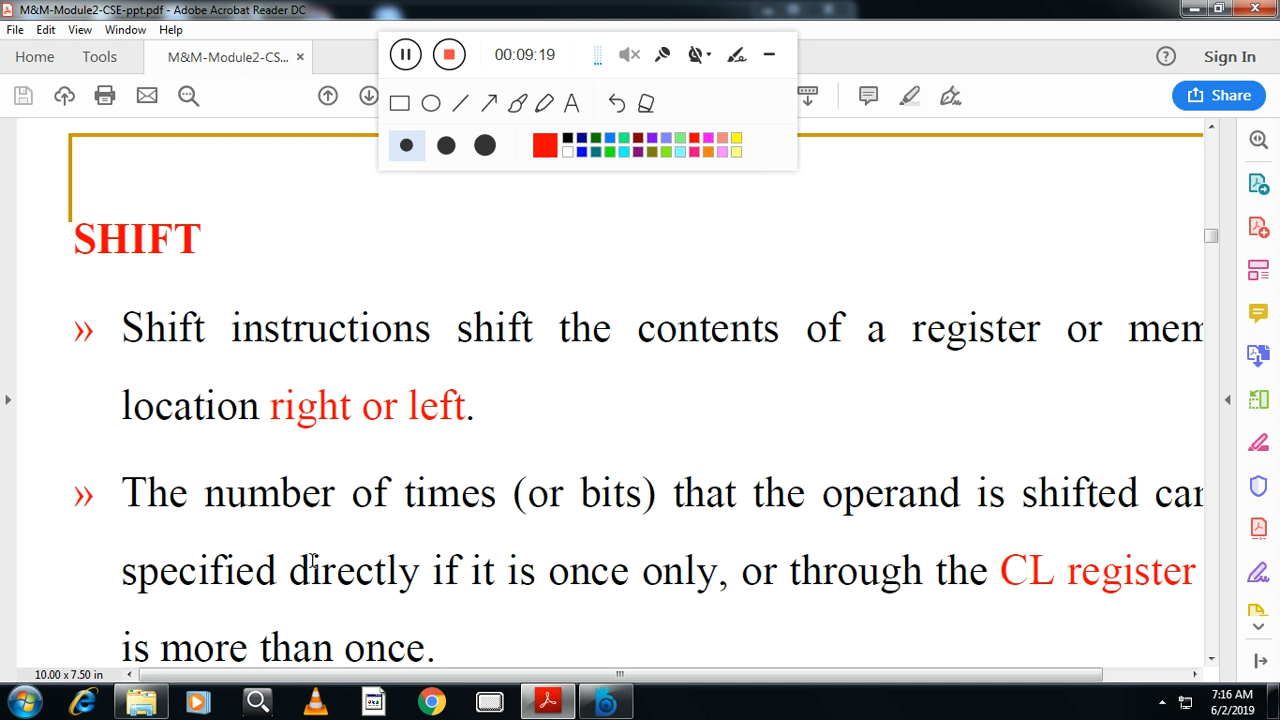 M&M-Module2-CSE-ppt.pdf - Adobe Acrobat Reader DC
File Edit View Window Help
Home Tools M&M-Module2-CS... × 00:09:19 Sign In
Share
SHIFT
» Shift instructions shift the contents of a register or mem
location right or left.
» The number of times (or bits) that the operand is shifted can
specified directly if it is once only, or through the CL register
is more than once.
10.00 x 7.50 in
7:16 AM
6/2/2019